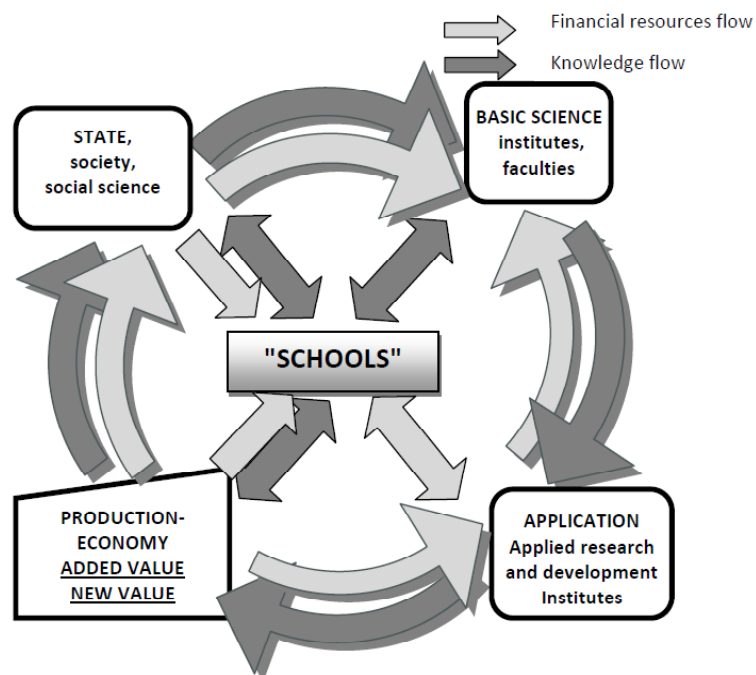 Financial resources flow
Knowledge flow
STATE,
society,
social science
BASIC SCIENCE
institutes,
faculties
"SCHOOLS"
PRODUCTION-
ECONOMY
ADDED VALUE
NEW VALUE
APPLICATION
Applied research
and development
Institutes